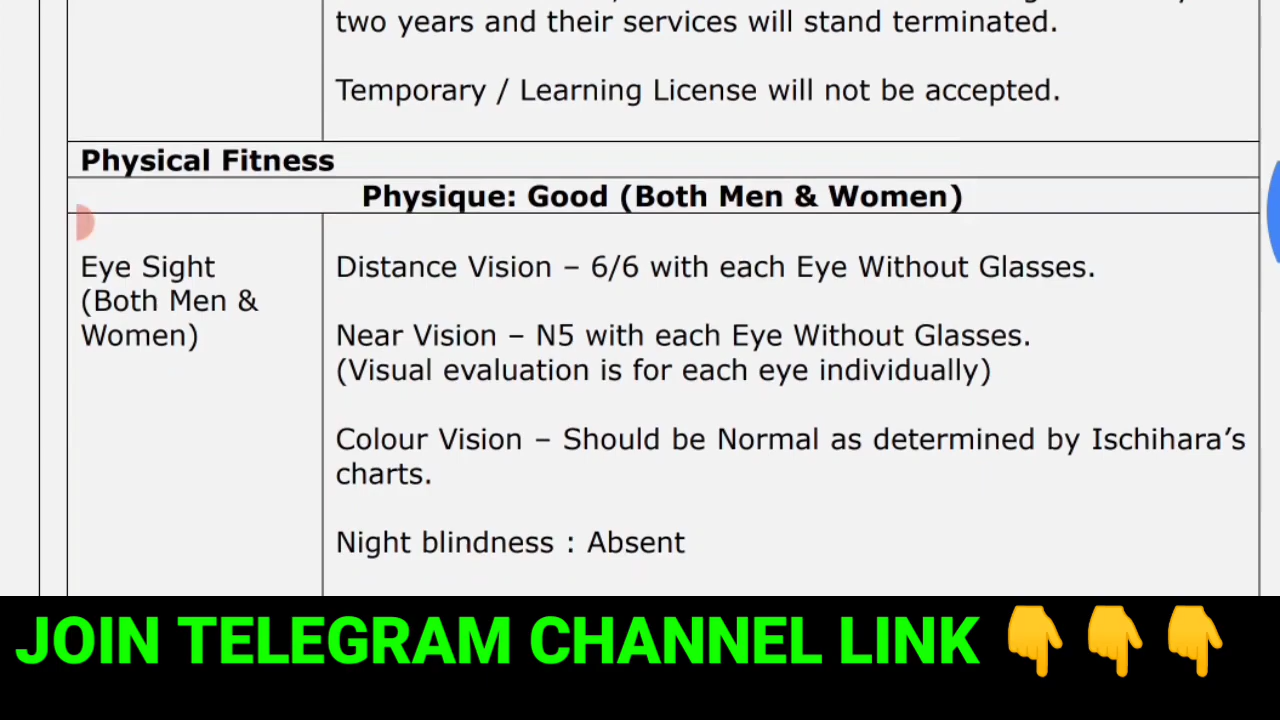 two years and their services will stand terminated.
Temporary / Learning License will not be accepted.
Physical Fitness
Physique: Good (Both Men & Women)
Eye Sight
(Both Men &
Women)
Distance Vision – 6/6 with each Eye Without Glasses.
Near Vision – N5 with each Eye Without Glasses.
(Visual evaluation is for each eye individually)
Colour Vision – Should be Normal as determined by Ischihara’s
charts.
Night blindness : Absent
JOIN TELEGRAM CHANNEL LINK 👇👇👇